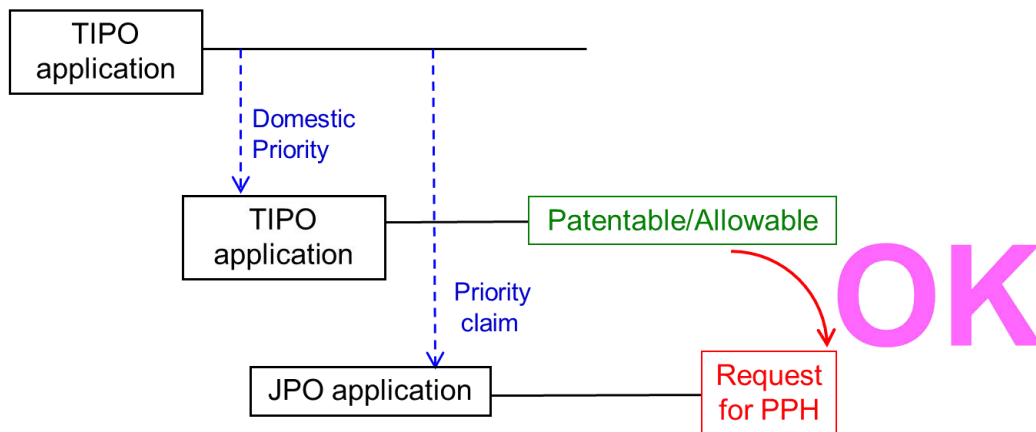 TIPO
application
Domestic
Priority
TIPO
application
Patentable/Allowable
OK
Priority
claim
JPO application
Request
for PPH